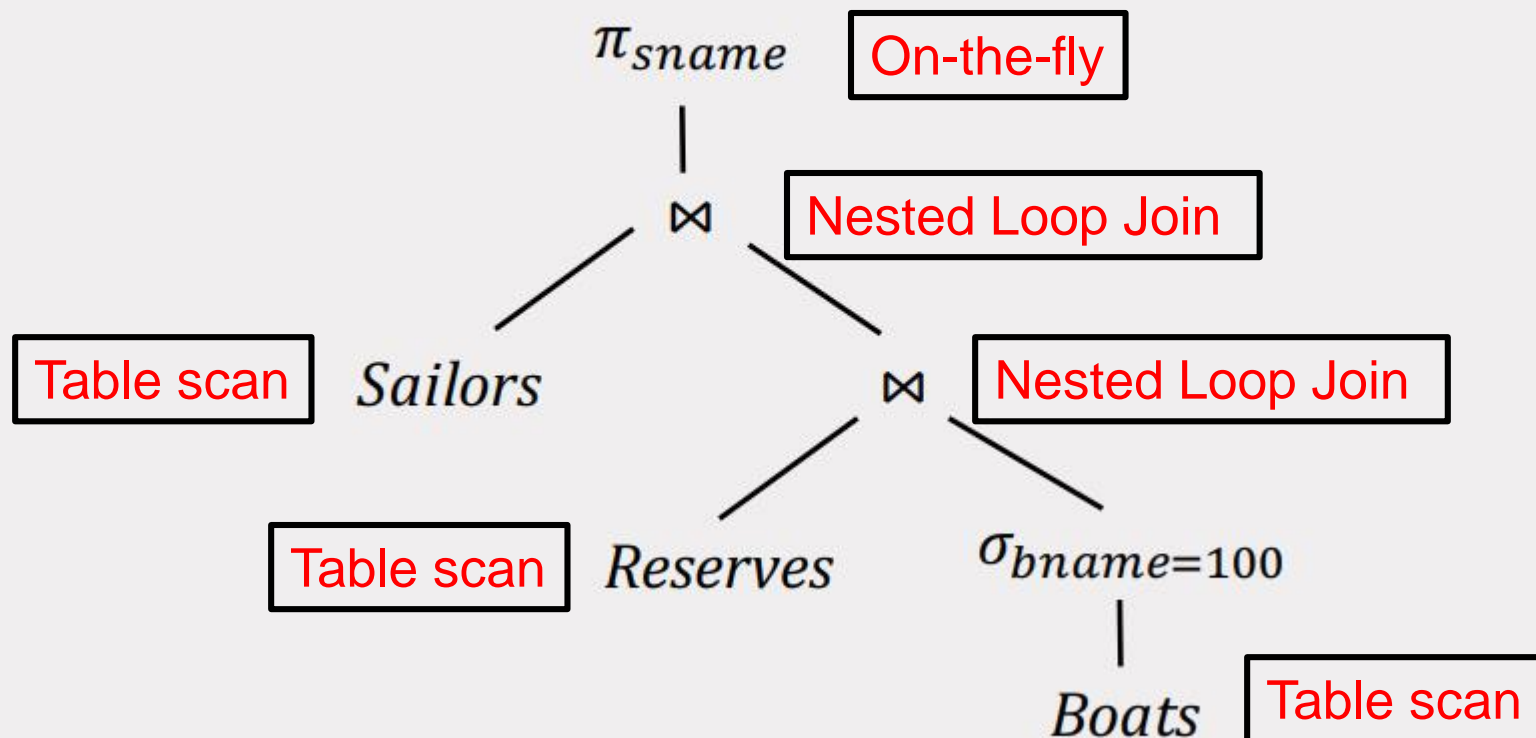 π_sname On-the-fly
⋈ Nested Loop Join
Table scan Sailors ⋈ Nested Loop Join
Table scan Reserves σ_bname=100
Boats Table scan